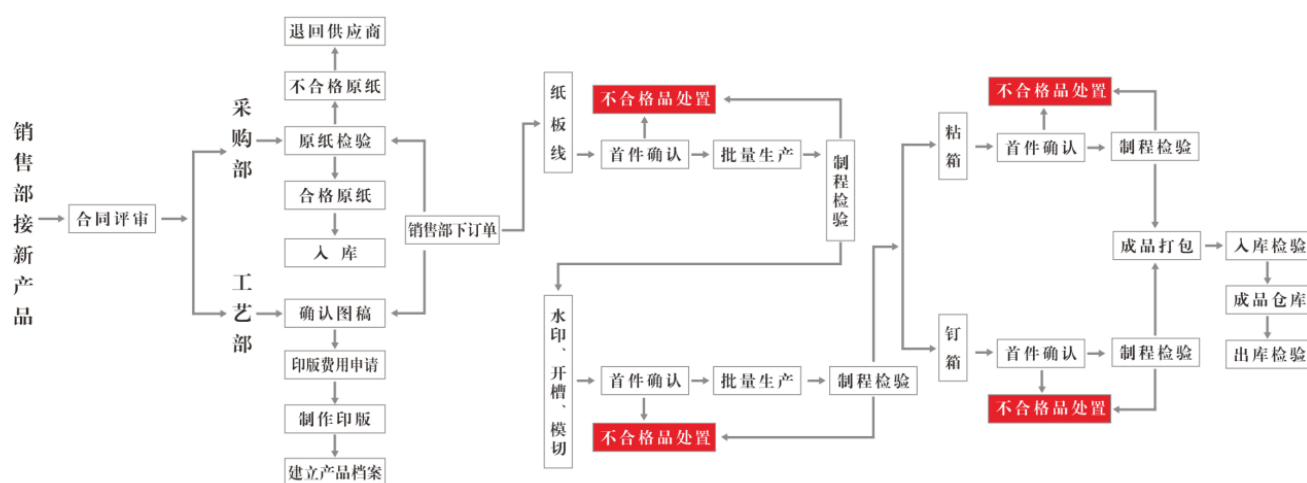 销售部接新产品
合同评审
采购部
退回供应商
不合格原纸
原纸检验
合格原纸
入 库
工艺部
确认图稿
印版费用申请
制作印版
建立产品档案
销售部下订单
纸板线
不合格品处置
首件确认
批量生产
制程检验
水印、开槽、模切
首件确认
批量生产
制程检验
不合格品处置
粘箱
不合格品处置
首件确认
制程检验
钉箱
首件确认
制程检验
不合格品处置
成品打包
入库检验
成品仓库
出库检验